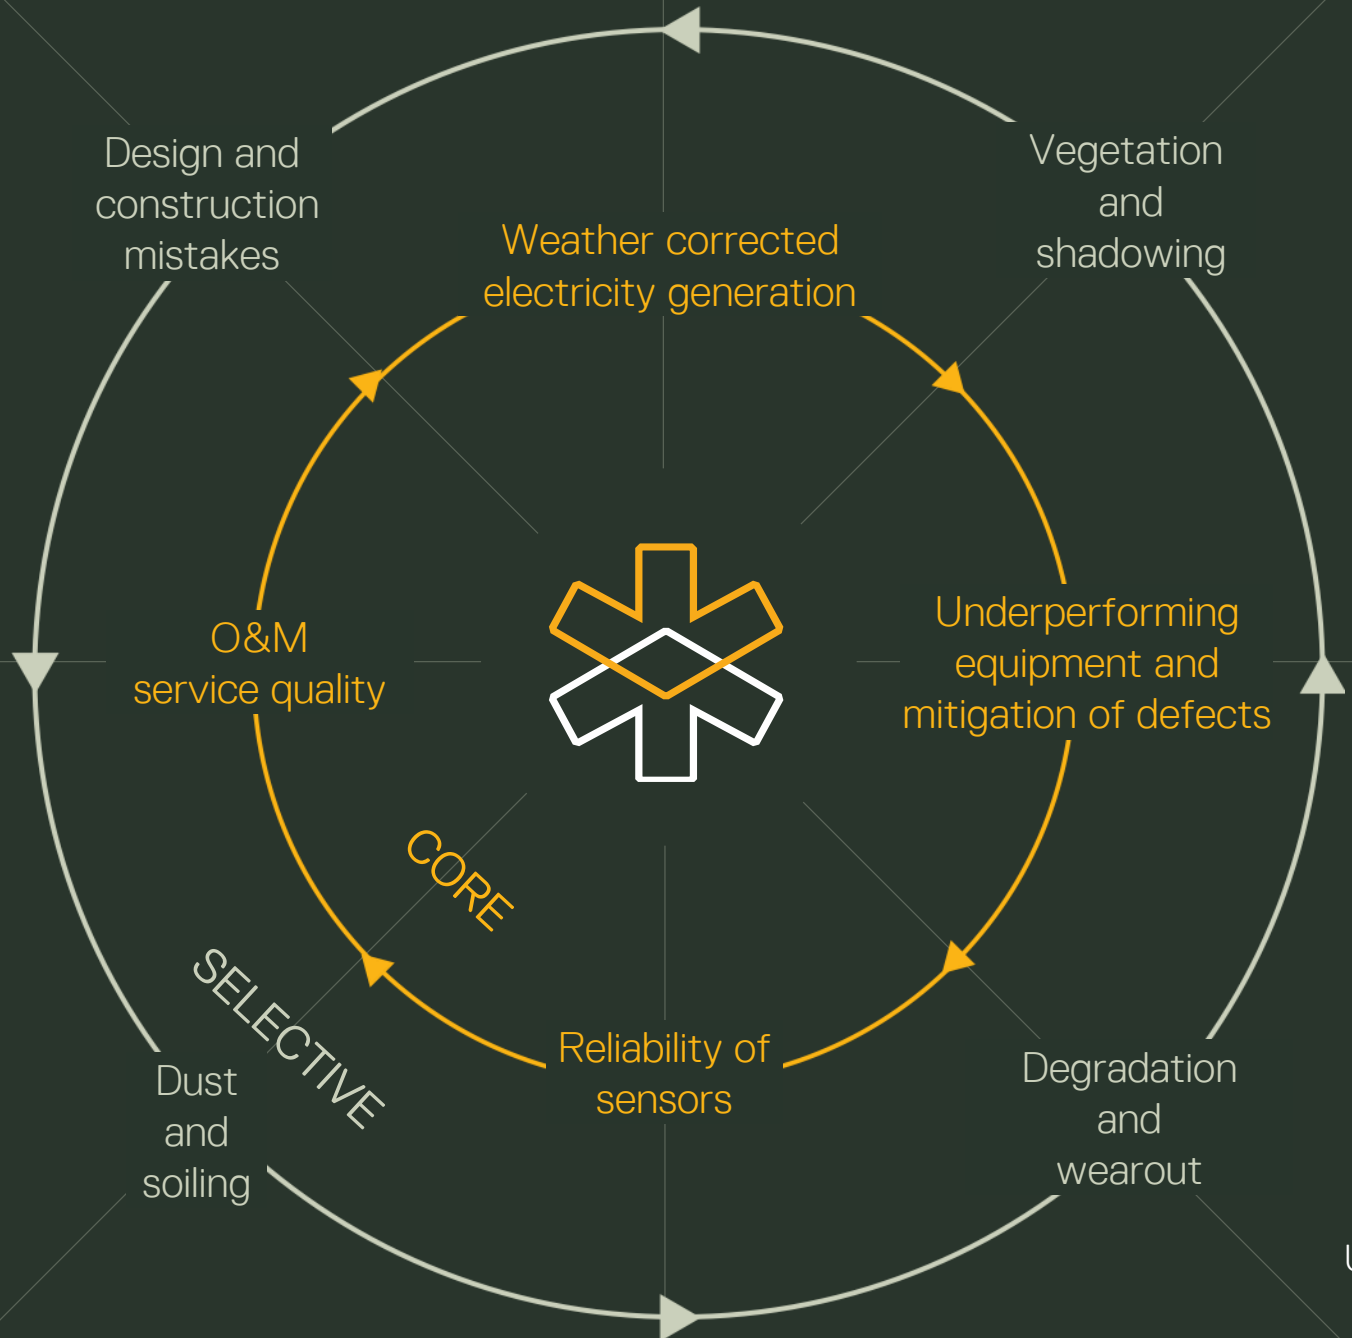 Design and
construction
mistakes
Vegetation
and
shadowing
Weather corrected
electricity generation
O&M
service quality
Underperforming
equipment and
mitigation of defects
CORE
SELECTIVE
Reliability of
sensors
Dust
and
soiling
Degradation
and
wearout